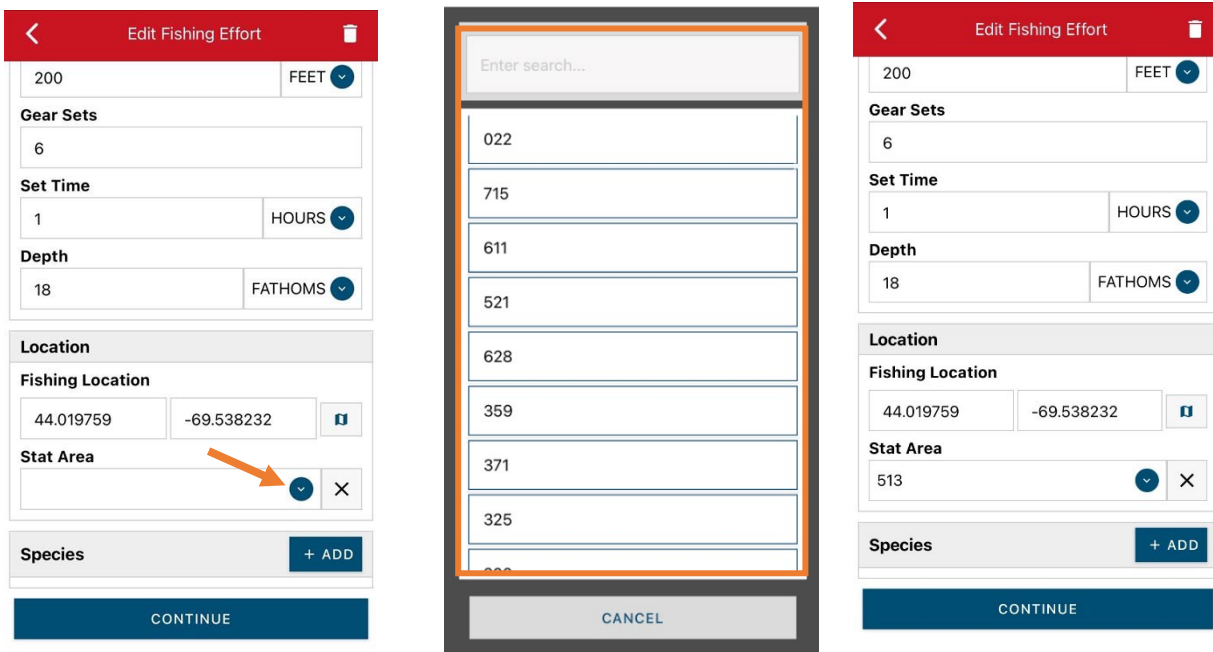 Edit Fishing Effort
200 FEET
Gear Sets
6
Set Time
1 HOURS
Depth
18 FATHOMS
Location
Fishing Location
44.019759 -69.538232
Stat Area
Species + ADD
CONTINUE
Enter search...
022
715
611
521
628
359
371
325
CANCEL
Edit Fishing Effort
200 FEET
Gear Sets
6
Set Time
1 HOURS
Depth
18 FATHOMS
Location
Fishing Location
44.019759 -69.538232
Stat Area
513
Species + ADD
CONTINUE